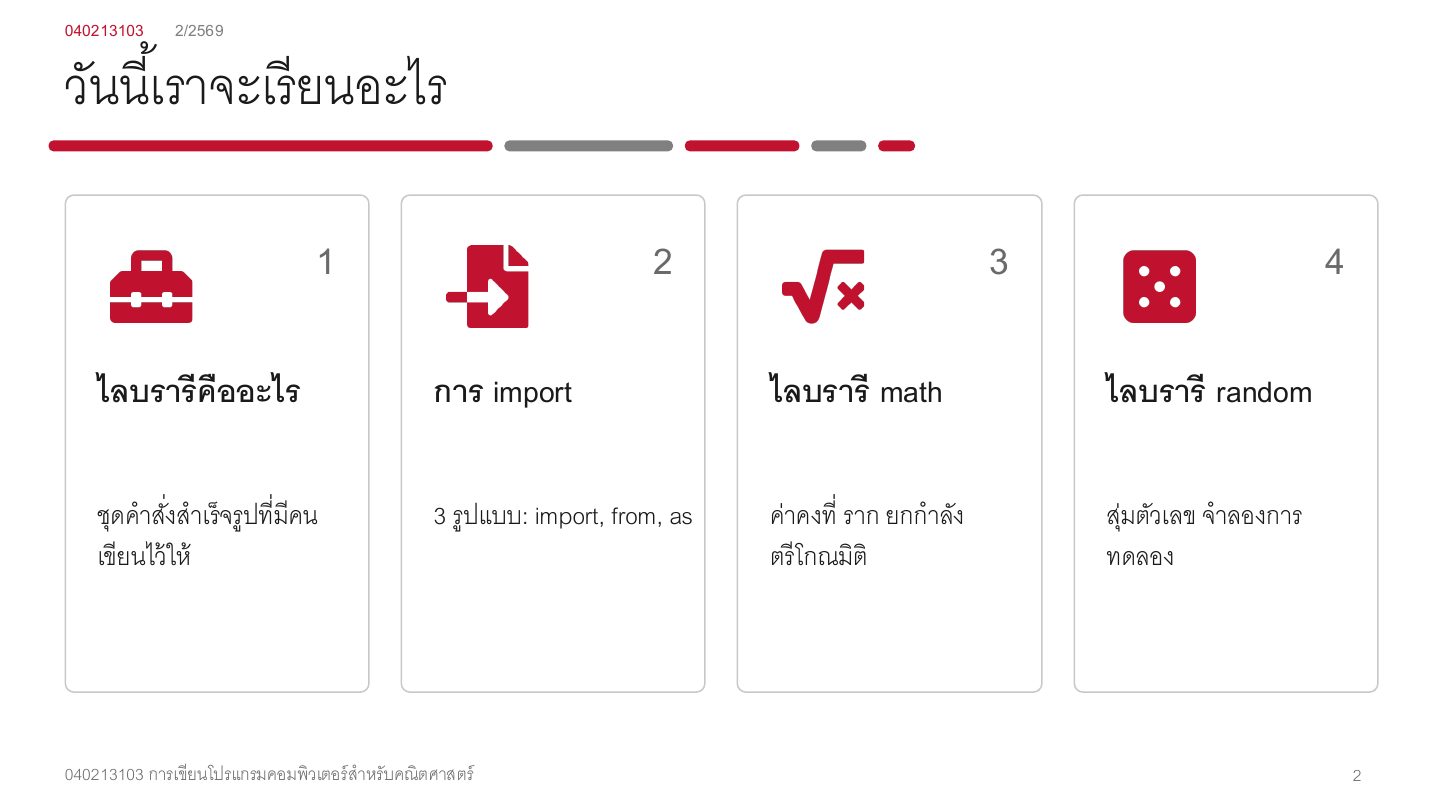 040213103 2/2569
วันนี้เราจะเรียนอะไร
1
ไลบรารีคืออะไร
ชุดคำสั่งสำเร็จรูปที่มีคน
เขียนไว้ให้
2
การ import
3 รูปแบบ: import, from, as
3
ไลบรารี math
ค่าคงที่ ราก ยกกำลัง
ตรีโกณมิติ
4
ไลบรารี random
สุ่มตัวเลข จำลองการ
ทดลอง
040213103 การเขียนโปรแกรมคอมพิวเตอร์สำหรับคณิตศาสตร์
2